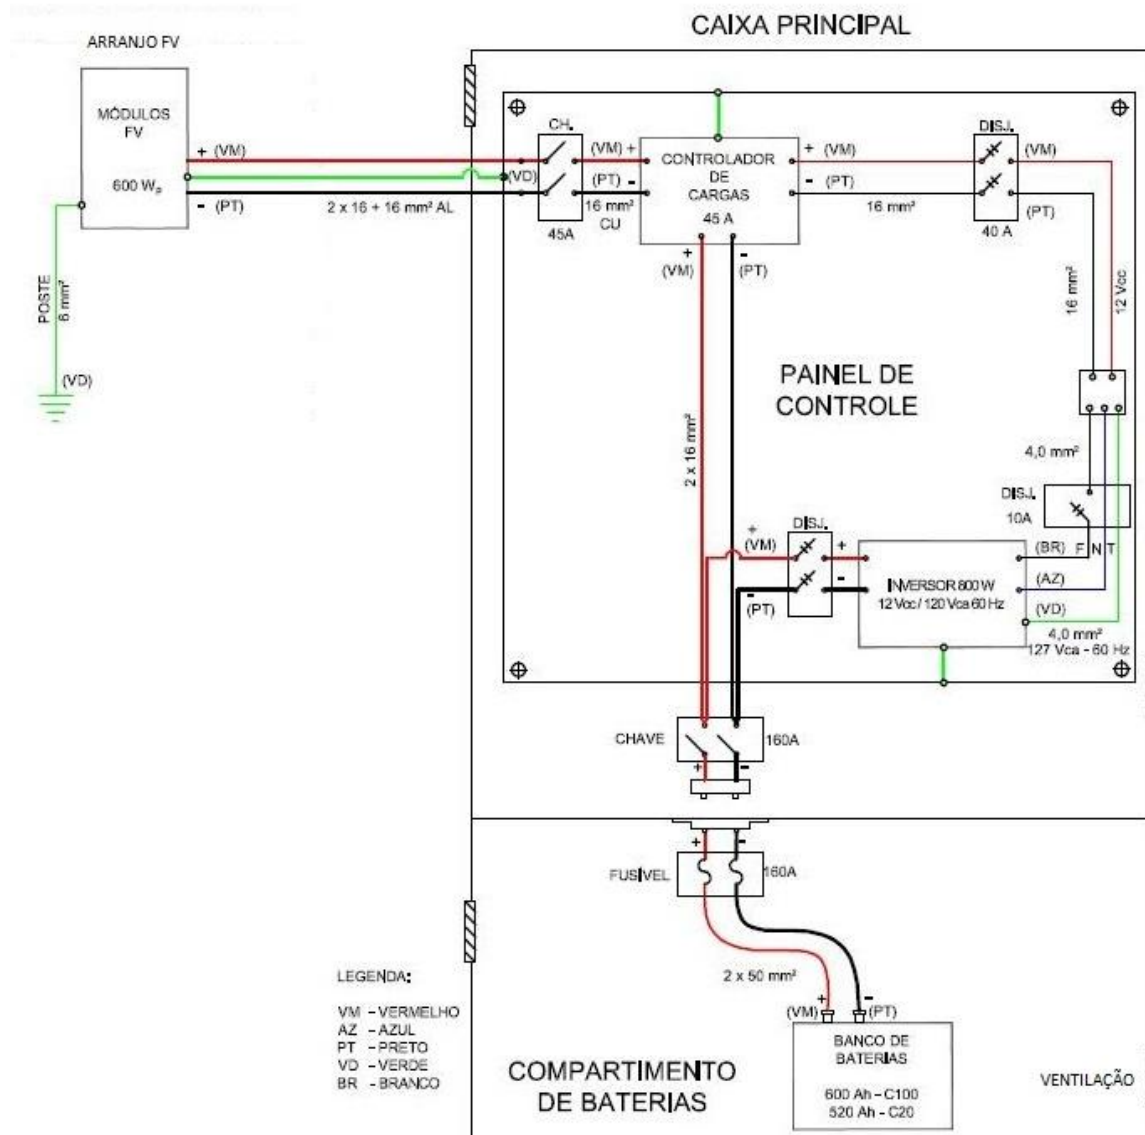 CAIXA PRINCIPAL
ARRANJO FV
MÓDULOS
FV
600 Wₚ
+ (VM)
(VD)
- (PT)
2 x 16 + 16 mm² AL
CH.
45A
(VM) +
(PT) -
16 mm²
CU
CONTROLADOR
DE
CARGAS
45 A
+ (VM)
- (PT)
16 mm²
DISJ.
40 A
(VM)
(PT)
+
(VM)
-
(PT)
POSTE
6 mm²
(VD)
16 mm²
12 Vcc
PAINEL DE
CONTROLE
2 x 16 mm²
4,0 mm²
DISJ.
10A
F N T
+
(VM)
DISJ.
+
-
-
(PT)
INVERSOR 800 W
12 Vcc / 120 Vca 60 Hz
(BR)
(AZ)
(VD)
4,0 mm²
127 Vca - 60 Hz
CHAVE
160A
+ -
+ -
FUSÍVEL
160A
2 x 50 mm²
+ -
(VM) (PT)
BANCO DE
BATERIAS
600 Ah - C100
520 Ah - C20
LEGENDA:
VM - VERMELHO
AZ - AZUL
PT - PRETO
VD - VERDE
BR - BRANCO
COMPARTIMENTO
DE BATERIAS
VENTILAÇÃO